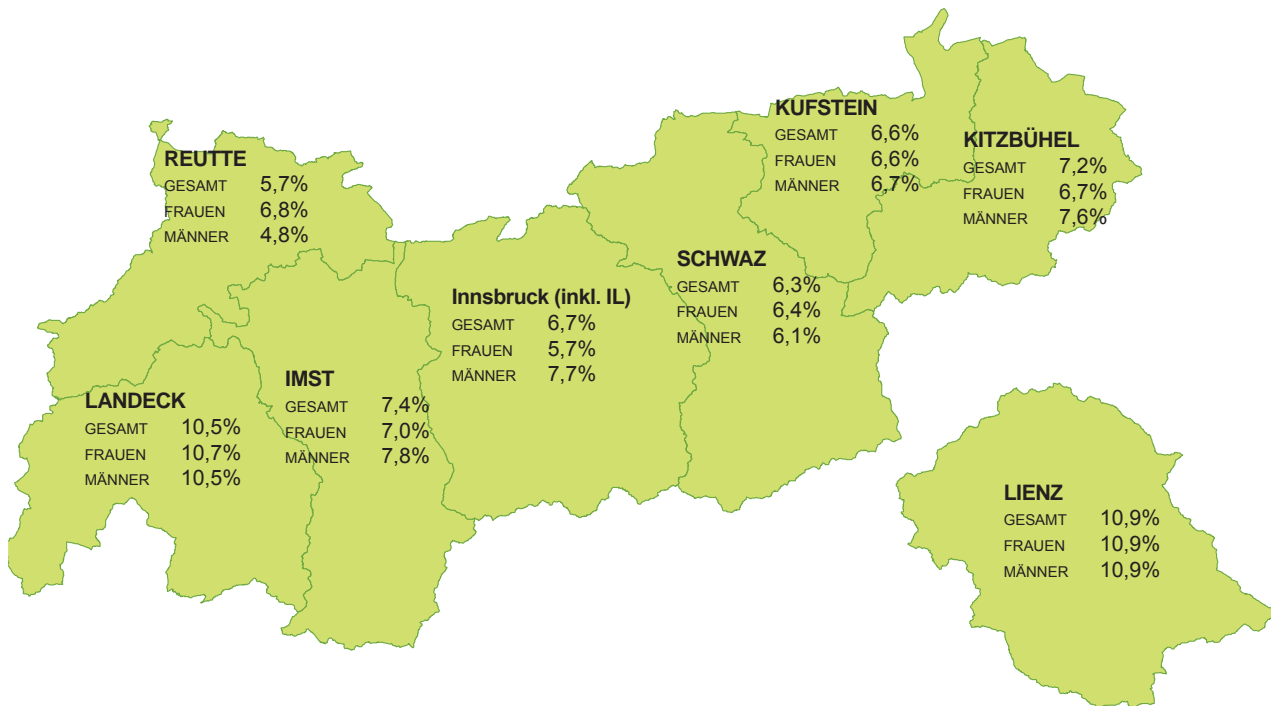 REUTTE
GESAMT 5,7%
FRAUEN 6,8%
MÄNNER 4,8%
KUFSTEIN
GESAMT 6,6%
FRAUEN 6,6%
MÄNNER 6,7%
KITZBÜHEL
GESAMT 7,2%
FRAUEN 6,7%
MÄNNER 7,6%
SCHWAZ
GESAMT 6,3%
FRAUEN 6,4%
MÄNNER 6,1%
Innsbruck (inkl. IL)
GESAMT 6,7%
FRAUEN 5,7%
MÄNNER 7,7%
IMST
GESAMT 7,4%
FRAUEN 7,0%
MÄNNER 7,8%
LANDECK
GESAMT 10,5%
FRAUEN 10,7%
MÄNNER 10,5%
LIENZ
GESAMT 10,9%
FRAUEN 10,9%
MÄNNER 10,9%